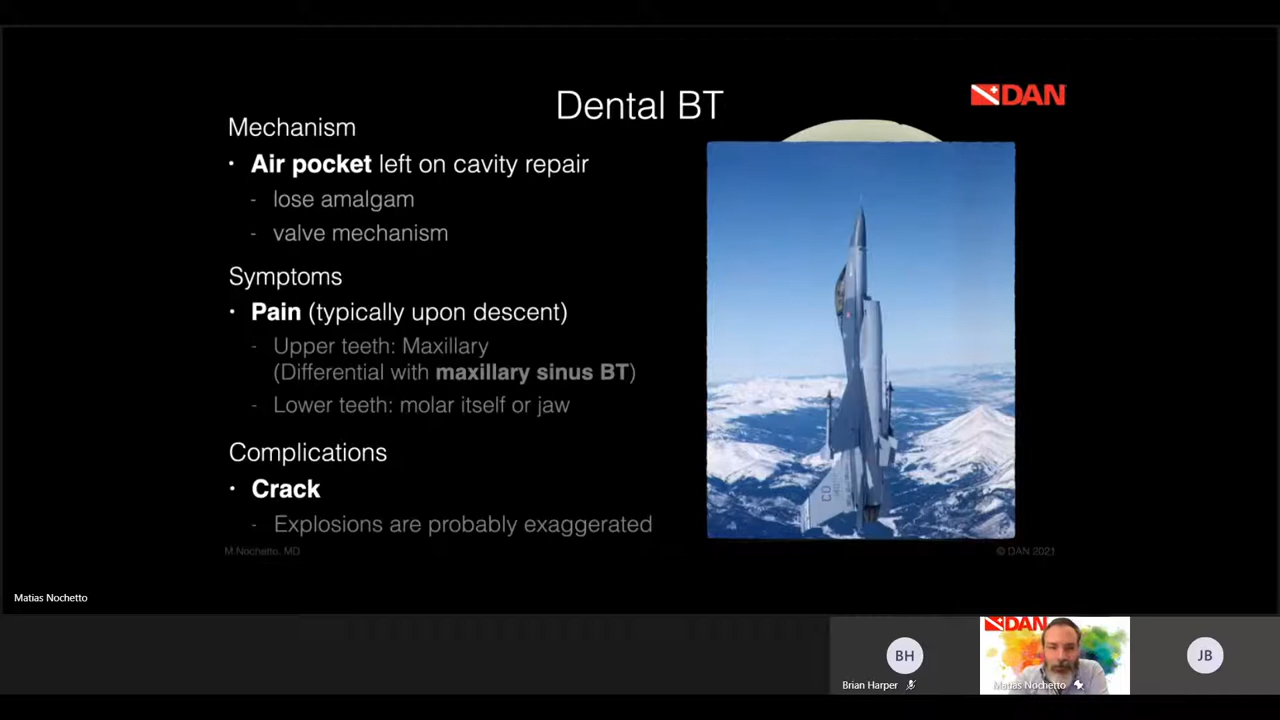 Dental BT
DAN
Mechanism
• Air pocket left on cavity repair
- lose amalgam
- valve mechanism
Symptoms
• Pain (typically upon descent)
- Upper teeth: Maxillary
(Differential with maxillary sinus BT)
- Lower teeth: molar itself or jaw
Complications
• Crack
- Explosions are probably exaggerated
M.Nochetto, MD
© DAN 2021
CO
Matias Nochetto
BH
Brian Harper
DAN
Matias Nochetto
JB